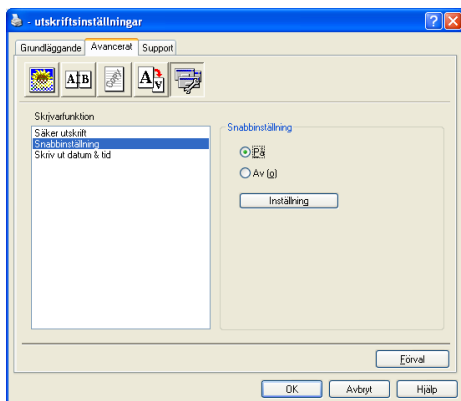 - utskriftsinställningar
Grundläggande Avancerat Support
A B
A A
Skrivarfunktion
Säker utskrift
Snabbinställning
Skriv ut datum & tid
Snabbinställning
På
Av (o)
Inställning
Förval
OK Avbryt Hjälp